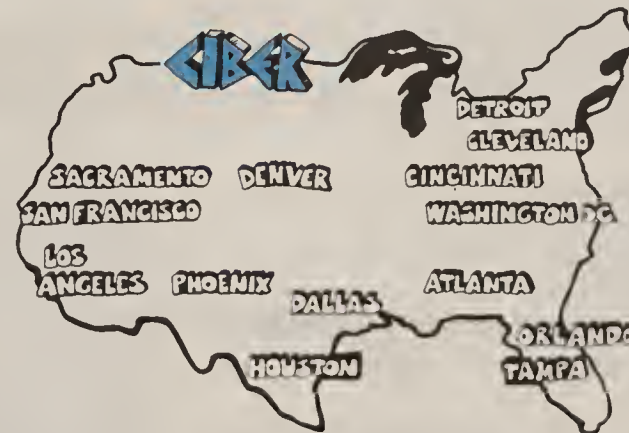 CIBER
DETROIT
CLEVELAND
SACRAMENTO DENVER CINCINNATI
SAN FRANCISCO WASHINGTON DC
LOS
ANGELES PHOENIX DALLAS ATLANTA
ORLANDO
HOUSTON TAMPA